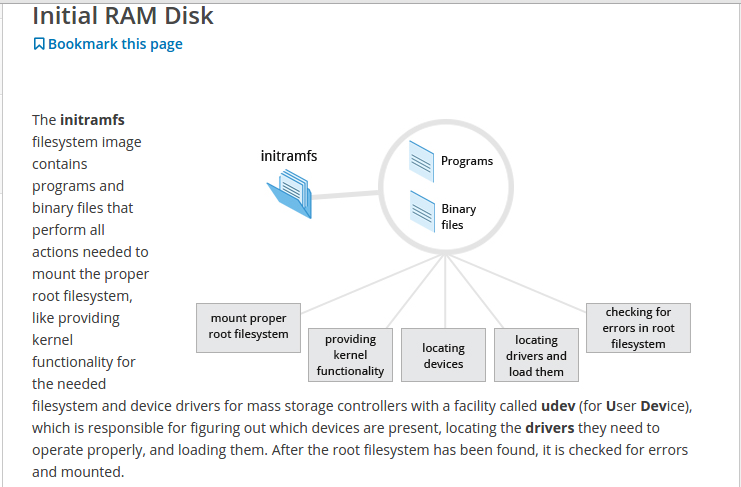 Initial RAM Disk
Bookmark this page
The initramfs
filesystem image
contains
programs and
binary files that
perform all
actions needed to
mount the proper
root filesystem,
like providing
kernel
functionality for
the needed
initramfs
Programs
Binary
files
mount proper
root filesystem
providing
kernel
functionality
locating
devices
locating
drivers and
load them
checking for
errors in root
filesystem
filesystem and device drivers for mass storage controllers with a facility called udev (for User Device),
which is responsible for figuring out which devices are present, locating the drivers they need to
operate properly, and loading them. After the root filesystem has been found, it is checked for errors
and mounted.